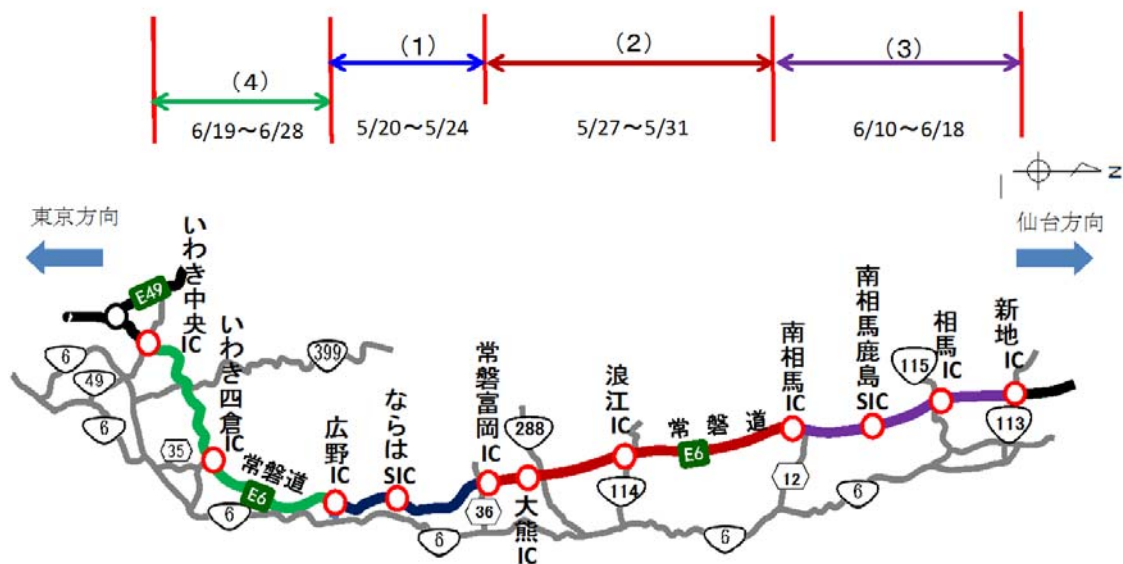 (4)
(1)
(2)
(3)
6/19～6/28
5/20～5/24
5/27～5/31
6/10～6/18
N
東京方向
仙台方向
いわき中央IC
E49
いわき四倉IC
399
6
49
6
35
常磐道
E6
6
広野IC
ならはSIC
常磐富岡IC
36
6
大熊IC
288
浪江IC
114
常磐道
E6
南相馬IC
12
6
6
南相馬鹿島SIC
115
相馬IC
新地IC
113